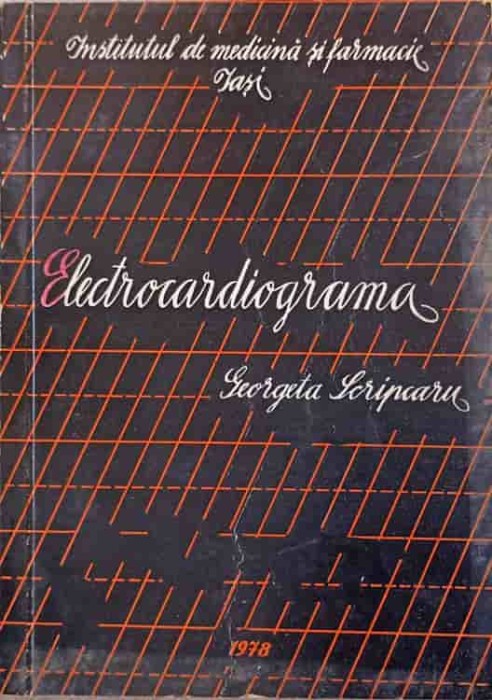 Institutul de medicină și farmacie
Iași
Electrocardiograma
Georgeta Scripcaru
1978